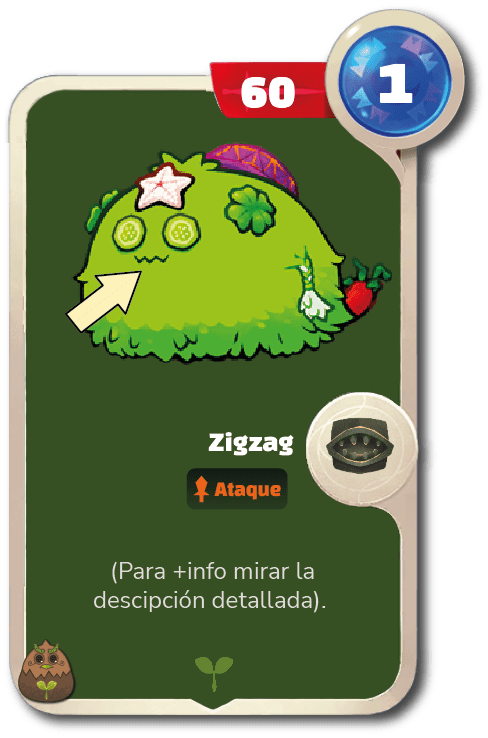 60
1
Zigzag
Ataque
(Para +info mirar la
descipción detallada).